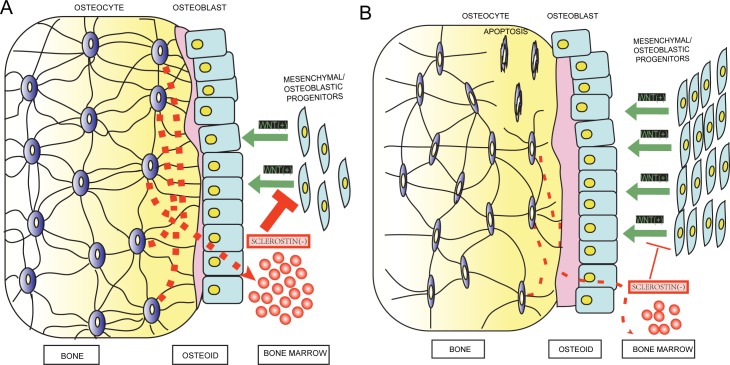 A
OSTEOCYTE
OSTEOBLAST
MESENCHYMAL/
OSTEOBLASTIC
PROGENITORS
WNT(+)
WNT(+)
SCLEROSTIN(-)
BONE
OSTEOID
BONE MARROW
B
OSTEOCYTE
OSTEOBLAST
APOPTOSIS
MESENCHYMAL/
OSTEOBLASTIC PROGENITORS
WNT(+)
WNT(+)
WNT(+)
WNT(+)
SCLEROSTIN(-)
BONE
OSTEOID
BONE MARROW